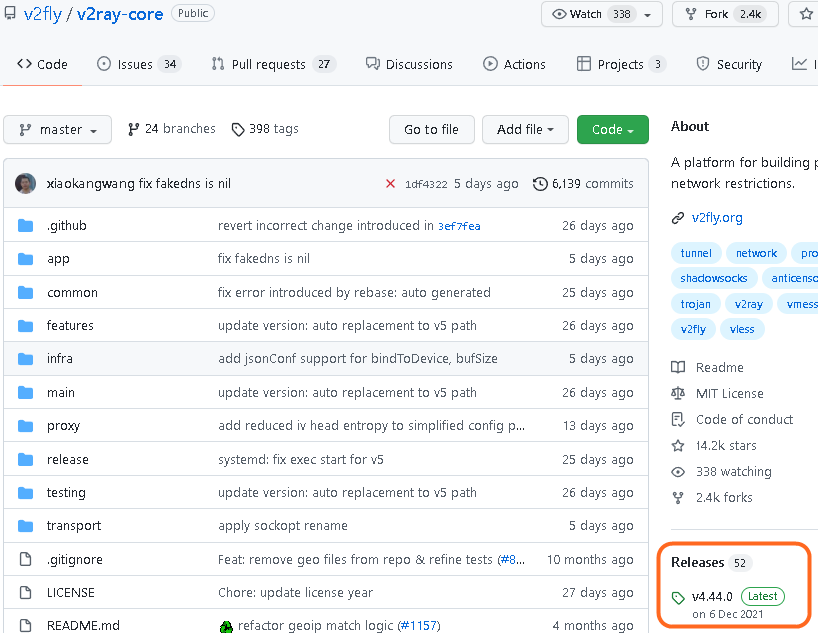 v2fly / v2ray-core Public Watch 338 Fork 2.4k
Code Issues 34 Pull requests 27 Discussions Actions Projects 3 Security
master 24 branches 398 tags Go to file Add file Code
xiaokangwang fix fakedns is nil 1df4322 5 days ago 6,139 commits
.github revert incorrect change introduced in 3ef7fea 26 days ago
app fix fakedns is nil 5 days ago
common fix error introduced by rebase: auto generated 25 days ago
features update version: auto replacement to v5 path 26 days ago
infra add jsonConf support for bindToDevice, bufSize 5 days ago
main update version: auto replacement to v5 path 26 days ago
proxy add reduced iv head entropy to simplified config p... 13 days ago
release systemd: fix exec start for v5 25 days ago
testing update version: auto replacement to v5 path 26 days ago
transport apply sockopt rename 5 days ago
.gitignore Feat: remove geo files from repo & refine tests (#8... 10 months ago
LICENSE Chore: update license year 27 days ago
README.md refactor geoip match logic (#1157) 4 months ago
About
A platform for building p
network restrictions.
v2fly.org
tunnel network pro
shadowsocks anticenso
trojan v2ray vmess
v2fly vless
Readme
MIT License
Code of conduct
14.2k stars
338 watching
2.4k forks
Releases 52
v4.44.0 Latest
on 6 Dec 2021